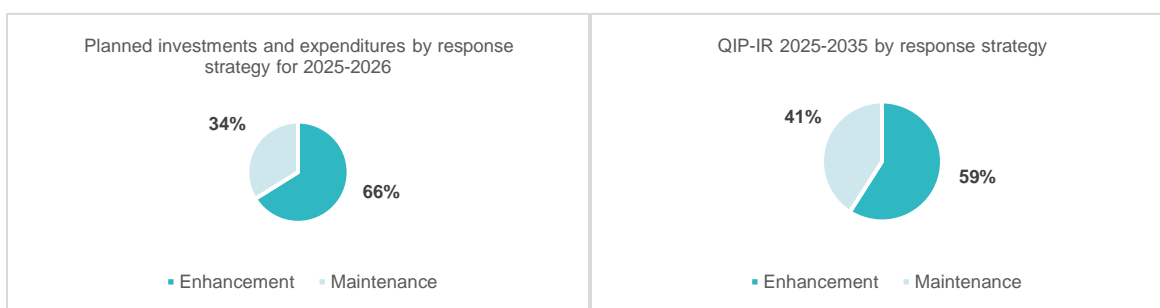 Planned investments and expenditures by response
strategy for 2025-2026
34%
66%
Enhancement Maintenance
QIP-IR 2025-2035 by response strategy
41%
59%
Enhancement Maintenance